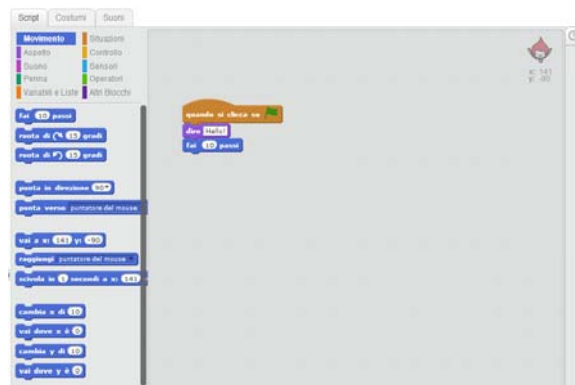 Script Costumi Suoni
Movimento Situazioni
Aspetto Controllo
Suono Sensori
Penna Operatori
Variabili e Liste Altri Blocchi
x: 141
y: -90
quando si clicca su
dire Hello!
fai 10 passi
fai 10 passi
ruota di 15 gradi
ruota di 15 gradi
punta in direzione 90
punta verso puntatore del mouse
vai a x: 141 y: -90
raggiungi puntatore del mouse
scivola in 1 secondi a x: 141
cambia x di 10
vai dove x è 0
cambia y di 10
vai dove y è 0